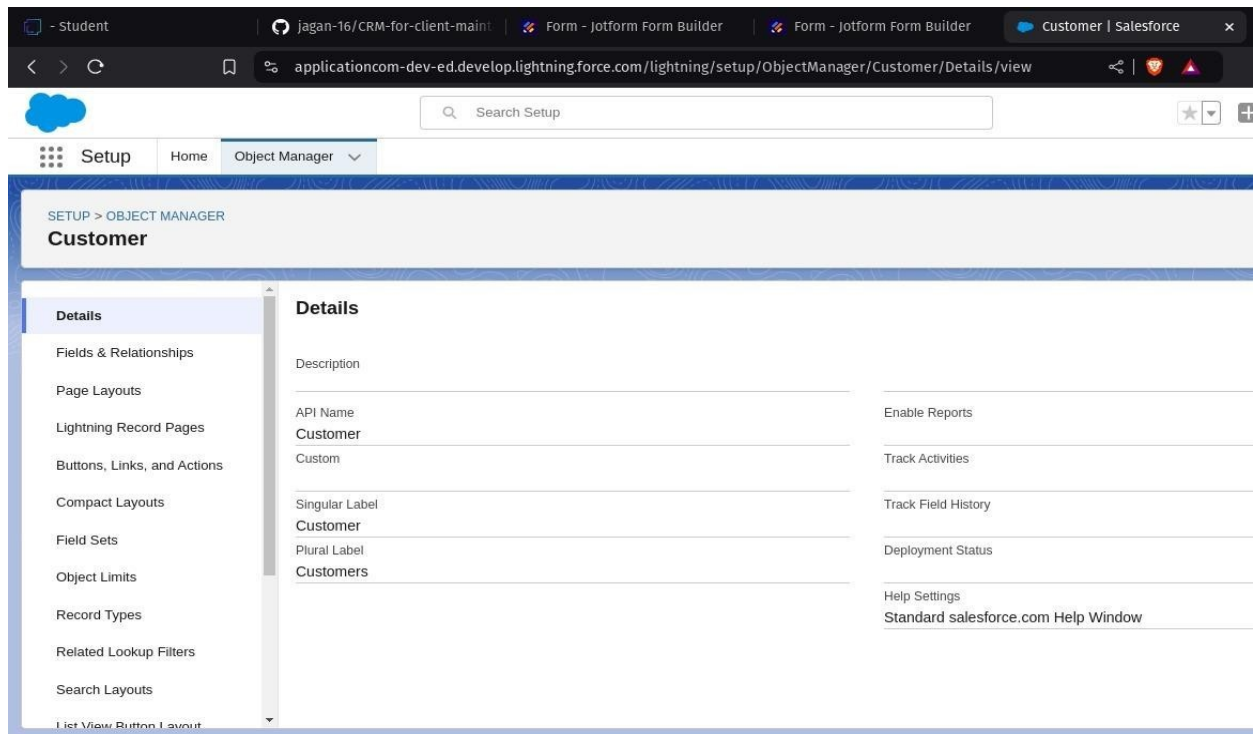 - Student
jagan-16/CRM-for-client-maint
Form - Jotform Form Builder
Form - Jotform Form Builder
Customer | Salesforce
applicationcom-dev-ed.develop.lightning.force.com/lightning/setup/ObjectManager/Customer/Details/view
Search Setup
Setup
Home
Object Manager
SETUP > OBJECT MANAGER
Customer
Details
Fields & Relationships
Page Layouts
Lightning Record Pages
Buttons, Links, and Actions
Compact Layouts
Field Sets
Object Limits
Record Types
Related Lookup Filters
Search Layouts
List View Button Layout
Details
Description
API Name
Customer
Custom
Singular Label
Customer
Plural Label
Customers
Enable Reports
Track Activities
Track Field History
Deployment Status
Help Settings
Standard salesforce.com Help Window